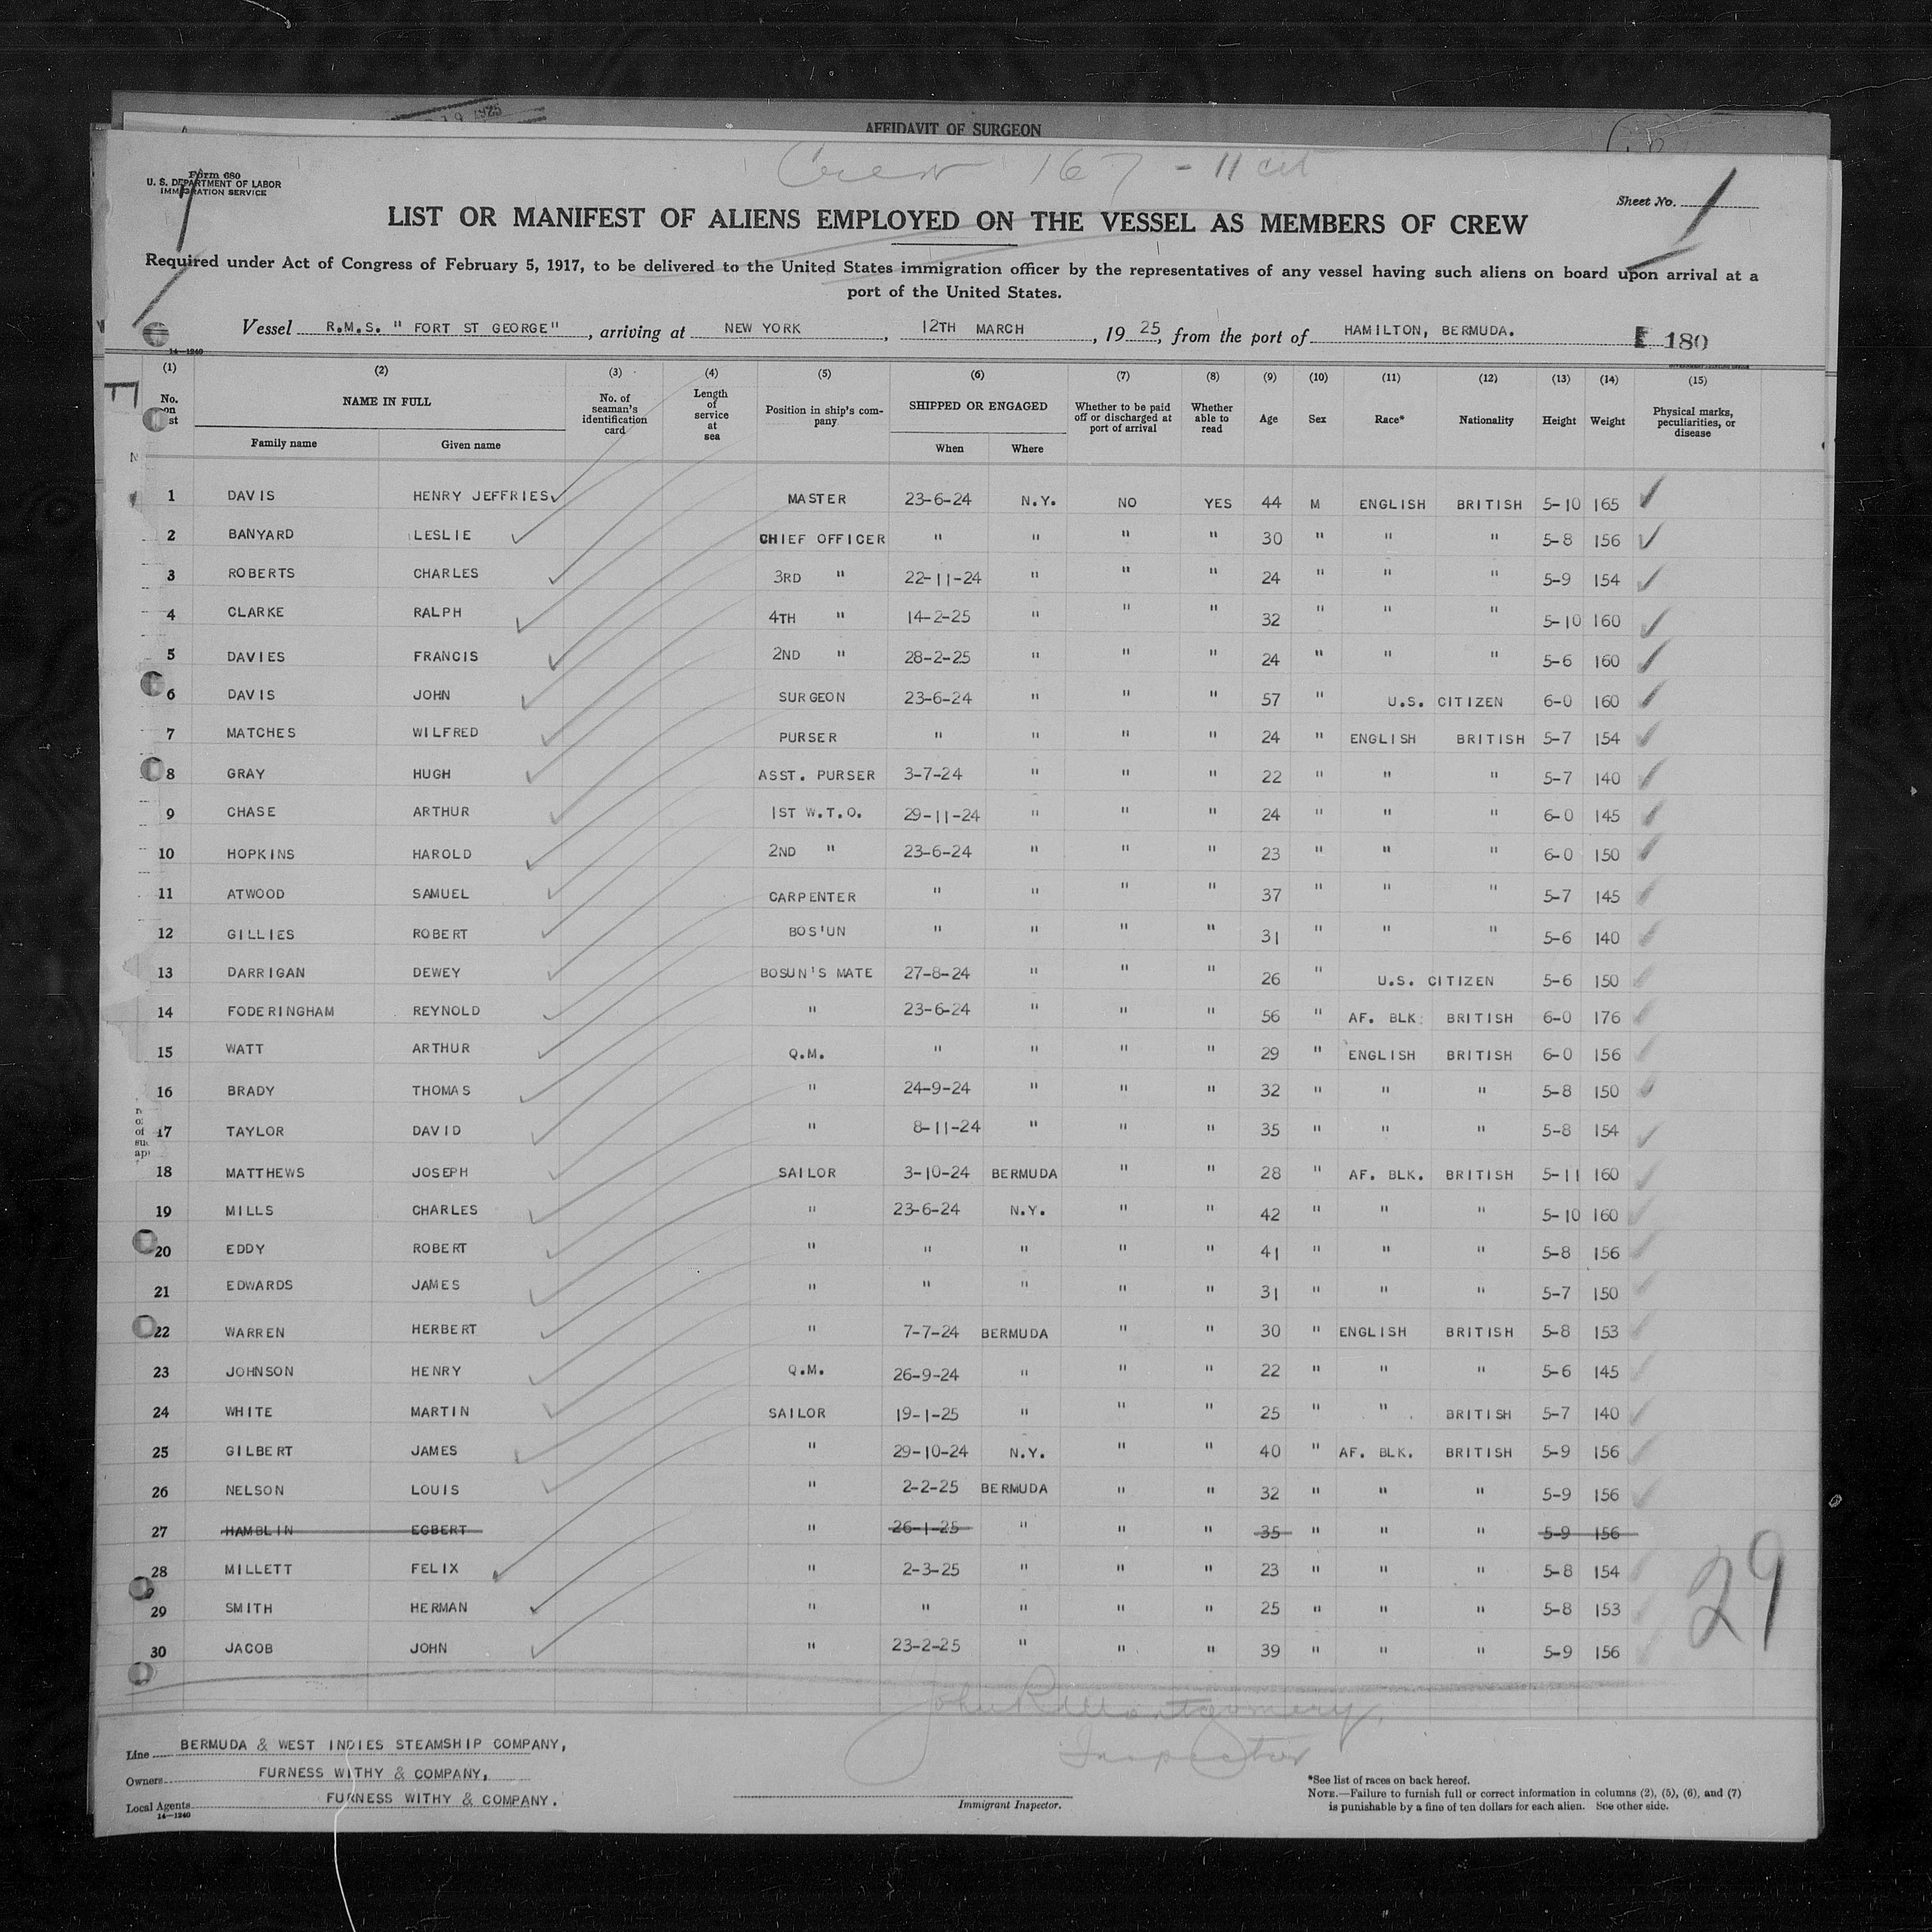 AFFIDAVIT OF SURGEON
Crew 167 - 11 cit
Form 680
U. S. DEPARTMENT OF LABOR
IMMIGRATION SERVICE
Sheet No. 1
LIST OR MANIFEST OF ALIENS EMPLOYED ON THE VESSEL AS MEMBERS OF CREW
Required under Act of Congress of February 5, 1917, to be delivered to the United States immigration officer by the representatives of any vessel having such aliens on board upon arrival at a
port of the United States.
Vessel R.M.S. " FORT ST GEORGE" , arriving at NEW YORK , 12TH MARCH , 19 25, from the port of HAMILTON, BERMUDA. 180
14—1240
(1) (2) (3) (4) (5) (6) (7) (8) (9) (10) (11) (12) (13) (14) (15)
No. on NAME IN FULL Family name Given name No. of seaman's identification card Length of service at sea Position in ship's company SHIPPED OR ENGAGED When Where Whether to be paid off or discharged at port of arrival Whether able to read Age Sex Race* Nationality Height Weight Physical marks, peculiarities, or disease
1 DAVIS HENRY JEFFRIES MASTER 23-6-24 N.Y. NO YES 44 M ENGLISH BRITISH 5-10 165
2 BANYARD LESLIE CHIEF OFFICER " " " " 30 " " " 5-8 156
3 ROBERTS CHARLES 3RD " 22-11-24 " " " 24 " " " 5-9 154
4 CLARKE RALPH 4TH " 14-2-25 " " " 32 " " " 5-10 160
5 DAVIES FRANCIS 2ND " 28-2-25 " " " 24 " " " 5-6 160
6 DAVIS JOHN SURGEON 23-6-24 " " " 57 " U.S. CITIZEN 6-0 160
7 MATCHES WILFRED PURSER " " " " 24 " ENGLISH BRITISH 5-7 154
8 GRAY HUGH ASST. PURSER 3-7-24 " " " 22 " " " 5-7 140
9 CHASE ARTHUR 1ST W.T.O. 29-11-24 " " " 24 " " " 6-0 145
10 HOPKINS HAROLD 2ND " 23-6-24 " " " 23 " " " 6-0 150
11 ATWOOD SAMUEL CARPENTER " " " " 37 " " " 5-7 145
12 GILLIES ROBERT BOS'UN " " " " 31 " " " 5-6 140
13 DARRIGAN DEWEY BOSUN'S MATE 27-8-24 " " " 26 " U.S. CITIZEN 5-6 150
14 FODERINGHAM REYNOLD " 23-6-24 " " " 56 " AF. BLK. BRITISH 6-0 176
15 WATT ARTHUR Q.M. " " " " 29 " ENGLISH BRITISH 6-0 156
16 BRADY THOMAS " 24-9-24 " " " 32 " " " 5-8 150
17 TAYLOR DAVID " 8-11-24 " " " 35 " " " 5-8 154
18 MATTHEWS JOSEPH SAILOR 3-10-24 BERMUDA " " 28 " AF. BLK. BRITISH 5-11 160
19 MILLS CHARLES " 23-6-24 N.Y. " " 42 " " " 5-10 160
20 EDDY ROBERT " " " " " 41 " " " 5-8 156
21 EDWARDS JAMES " " " " " 31 " " " 5-7 150
22 WARREN HERBERT " 7-7-24 BERMUDA " " 30 " ENGLISH BRITISH 5-8 153
23 JOHNSON HENRY Q.M. 26-9-24 " " " 22 " " " 5-6 145
24 WHITE MARTIN SAILOR 19-1-25 " " " 25 " " BRITISH 5-7 140
25 GILBERT JAMES " 29-10-24 N.Y. " " 40 " AF. BLK. BRITISH 5-9 156
26 NELSON LOUIS " 2-2-25 BERMUDA " " 32 " " " 5-9 156
27 HAMBLIN EGBERT " 26-1-25 " " " 35 " " " 5-9 156
28 MILLETT FELIX " 2-3-25 " " " 23 " " " 5-8 154
29 SMITH HERMAN " " " " " 25 " " " 5-8 153
30 JACOB JOHN " 23-2-25 " " " 39 " " " 5-9 156
29
John R Montgomery,
Inspector
Line BERMUDA & WEST INDIES STEAMSHIP COMPANY,
Owners FURNESS WITHY & COMPANY,
Local Agents FURNESS WITHY & COMPANY.
14—1240
Immigrant Inspector.
*See list of races on back hereof.
NOTE.—Failure to furnish full or correct information in columns (2), (5), (6), and (7)
is punishable by a fine of ten dollars for each alien. See other side.